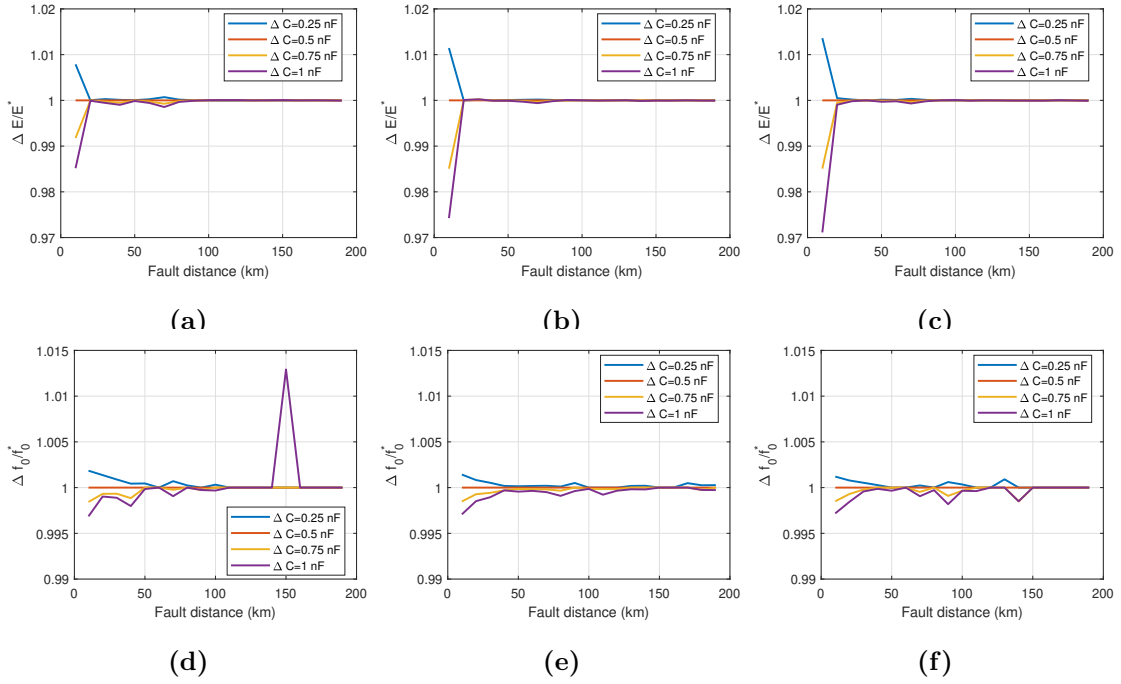 1.02
1.01
1
0.99
0.98
0.97
Δ E/E*
0 50 100 150 200
Fault distance (km)
Δ C=0.25 nF
Δ C=0.5 nF
Δ C=0.75 nF
Δ C=1 nF
(a)
1.02
1.01
1
0.99
0.98
0.97
Δ E/E*
0 50 100 150 200
Fault distance (km)
Δ C=0.25 nF
Δ C=0.5 nF
Δ C=0.75 nF
Δ C=1 nF
(b)
1.02
1.01
1
0.99
0.98
0.97
Δ E/E*
0 50 100 150 200
Fault distance (km)
Δ C=0.25 nF
Δ C=0.5 nF
Δ C=0.75 nF
Δ C=1 nF
(c)
1.015
1.01
1.005
1
0.995
0.99
Δ f₀/f₀*
0 50 100 150 200
Fault distance (km)
Δ C=0.25 nF
Δ C=0.5 nF
Δ C=0.75 nF
Δ C=1 nF
(d)
1.015
1.01
1.005
1
0.995
0.99
Δ f₀/f₀*
0 50 100 150 200
Fault distance (km)
Δ C=0.25 nF
Δ C=0.5 nF
Δ C=0.75 nF
Δ C=1 nF
(e)
1.015
1.01
1.005
1
0.995
0.99
Δ f₀/f₀*
0 50 100 150 200
Fault distance (km)
Δ C=0.25 nF
Δ C=0.5 nF
Δ C=0.75 nF
Δ C=1 nF
(f)